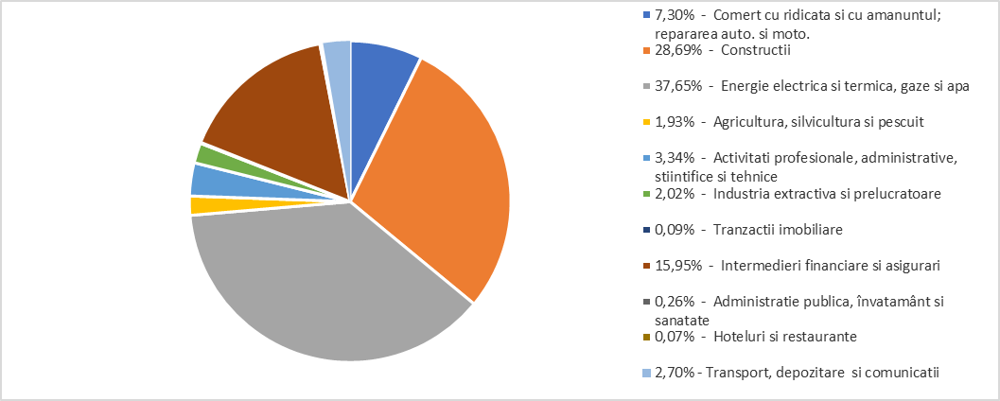 7,30% - Comert cu ridicata si cu amanuntul;
repararea auto. si moto.
28,69% - Constructii
37,65% - Energie electrica si termica, gaze si apa
1,93% - Agricultura, silvicultura si pescuit
3,34% - Activitati profesionale, administrative,
stiintifice si tehnice
2,02% - Industria extractiva si prelucratoare
0,09% - Tranzactii imobiliare
15,95% - Intermedieri financiare si asigurari
0,26% - Administratie publica, învatamânt si
sanatate
0,07% - Hoteluri si restaurante
2,70% - Transport, depozitare si comunicatii